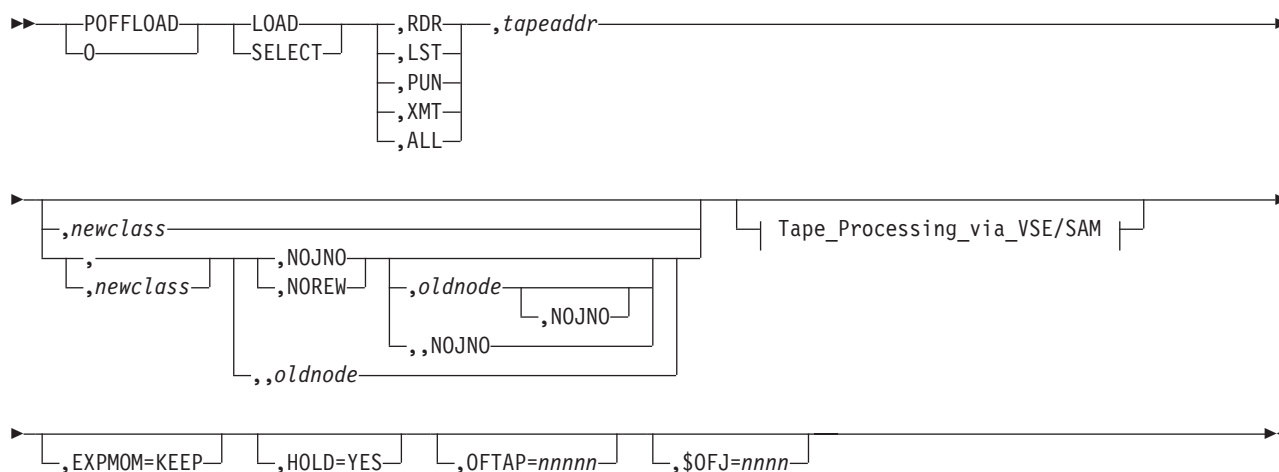 POFFLOAD LOAD ,RDR ,tapeaddr
O SELECT ,LST
,PUN
,XMT
,ALL
,newclass Tape_Processing_via_VSE/SAM
, ,NOJNO
,newclass ,NOREW ,oldnode
,NOJNO
,,NOJNO
,,oldnode
,EXPMOM=KEEP ,HOLD=YES ,OFTAP=nnnnn ,$OFJ=nnnn